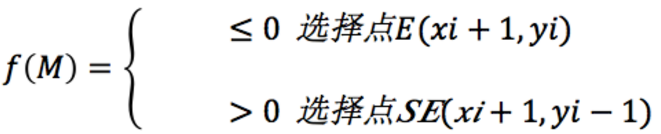 ≤ 0 选择点E(xi + 1, yi)
f(M) = {
> 0 选择点SE(xi + 1, yi − 1)